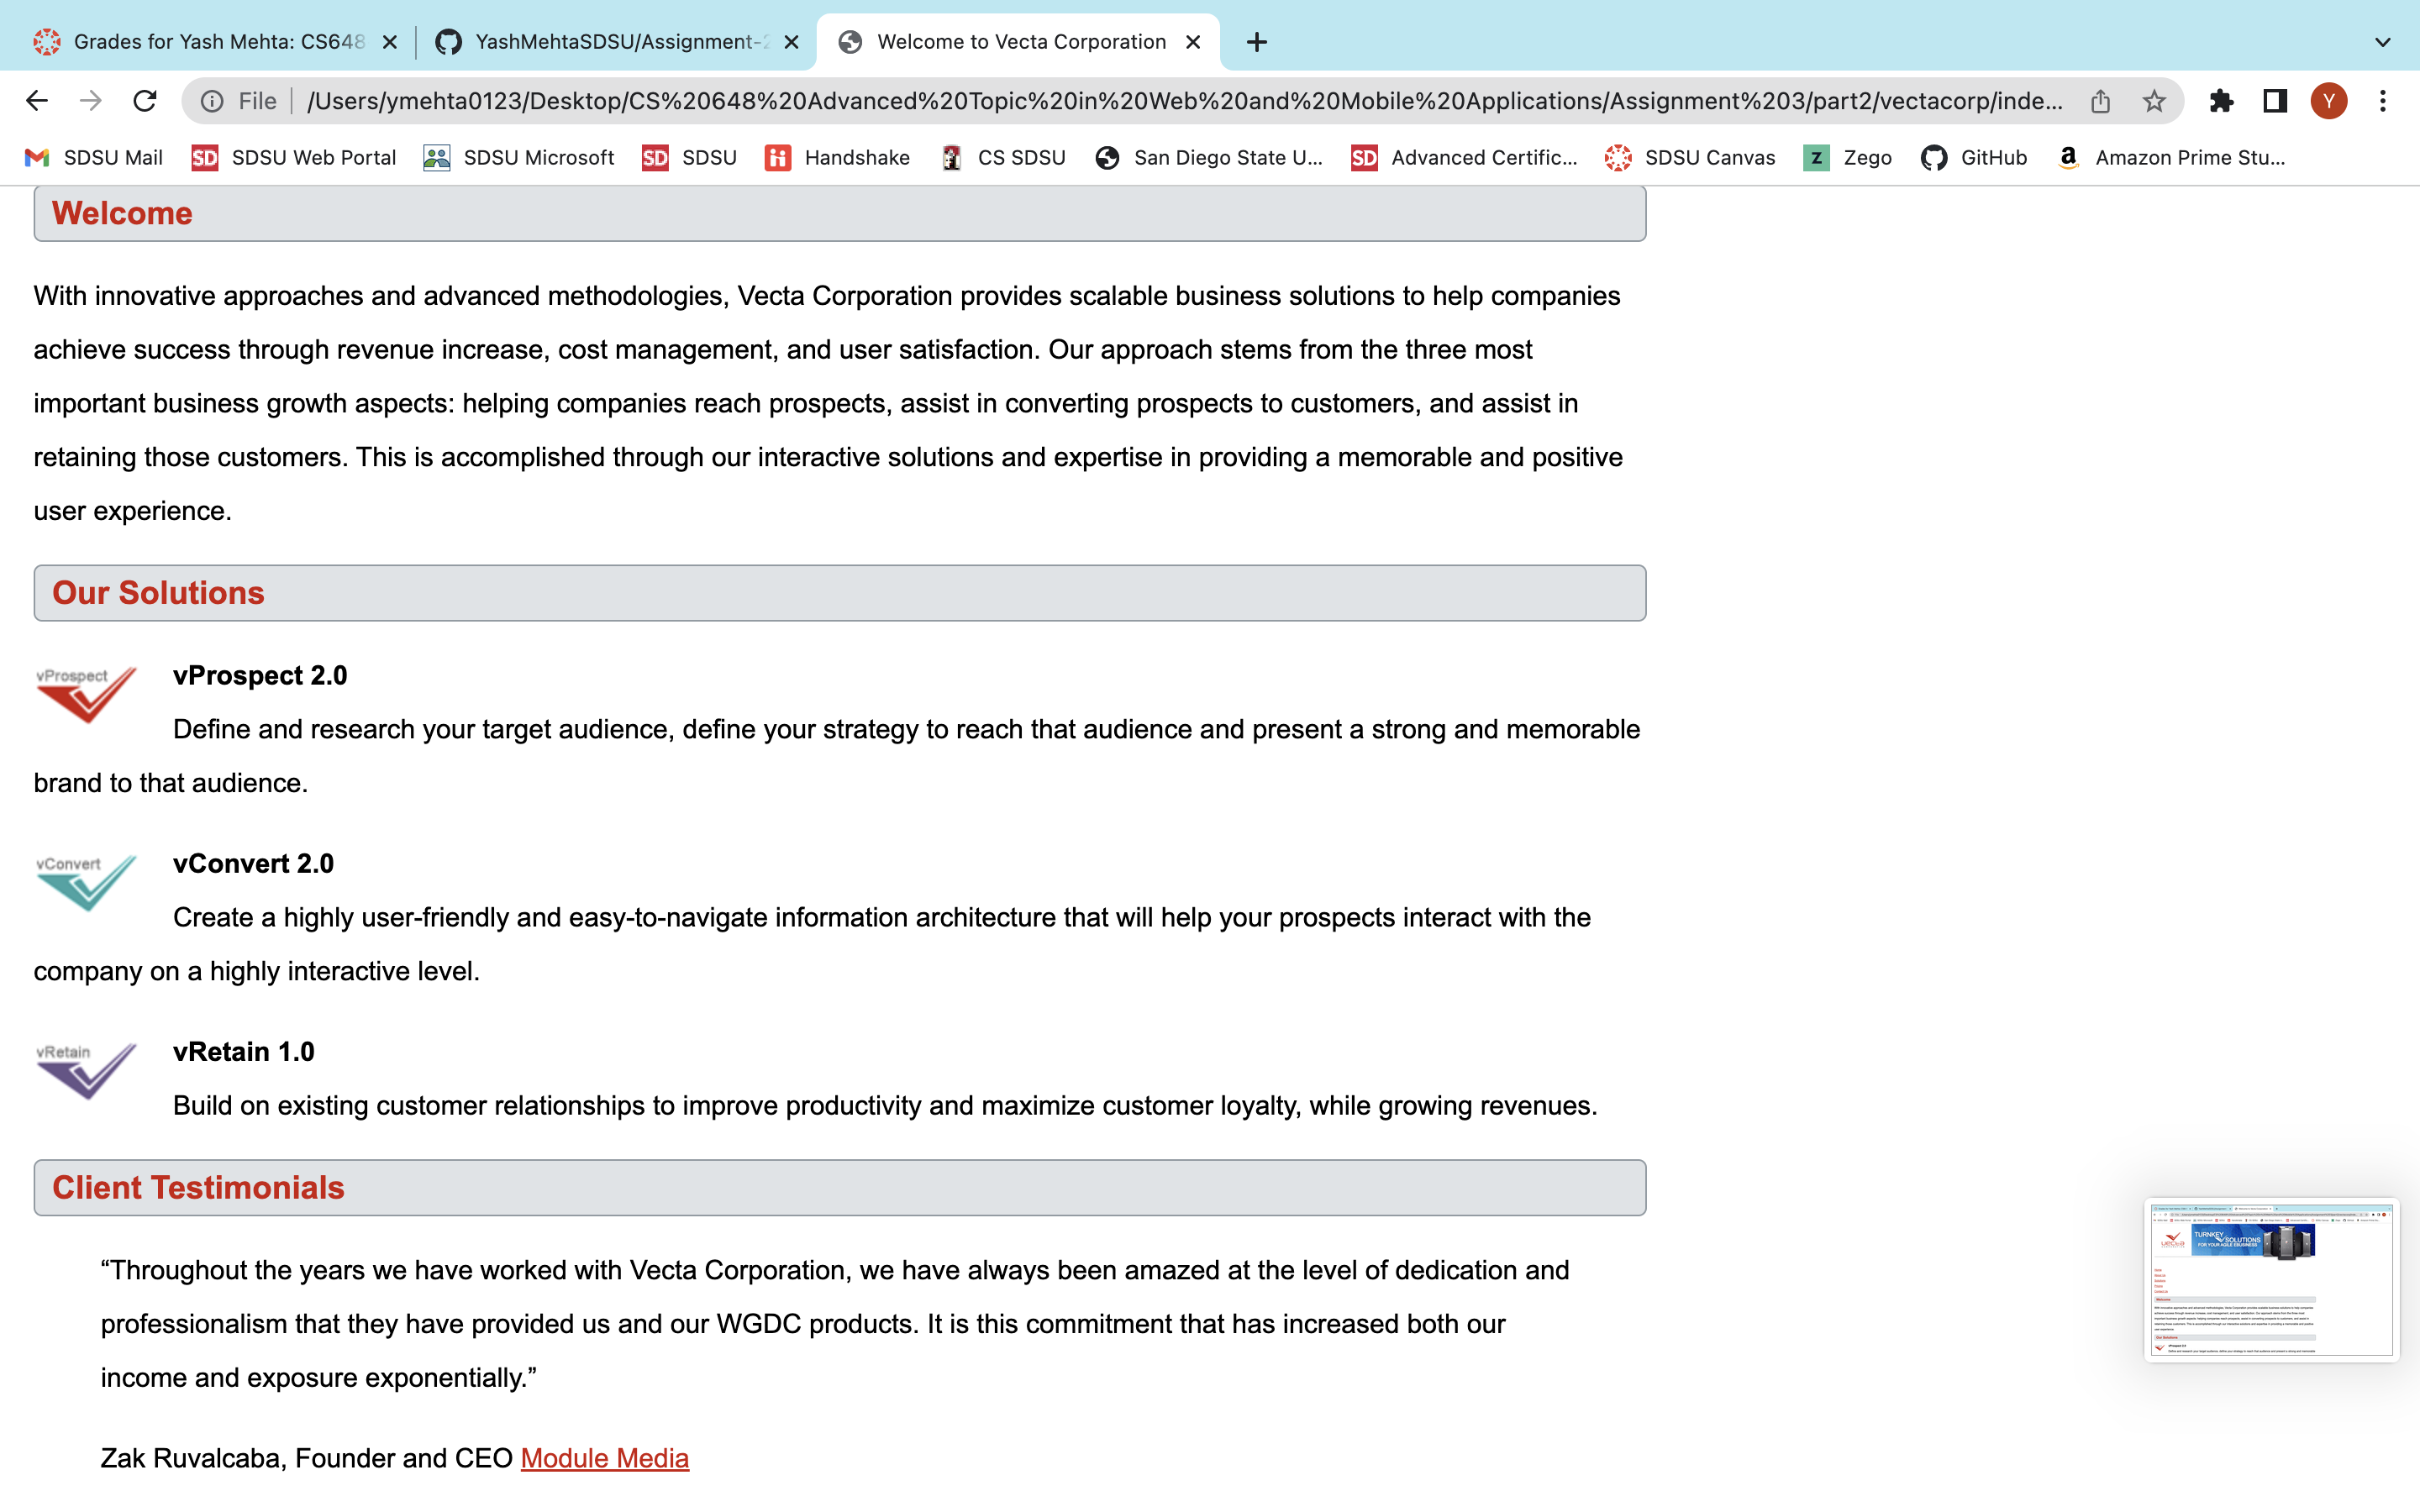 Grades for Yash Mehta: CS648
YashMehtaSDSU/Assignment-2
Welcome to Vecta Corporation
File
/Users/ymehta0123/Desktop/CS%20648%20Advanced%20Topic%20in%20Web%20and%20Mobile%20Applications/Assignment%203/part2/vectacorp/inde...
Y
SDSU Mail
SD
SDSU Web Portal
SDSU Microsoft
SD
SDSU
Handshake
CS SDSU
San Diego State U...
SD
Advanced Certific...
SDSU Canvas
Z
Zego
GitHub
a
Amazon Prime Stu...
Welcome
With innovative approaches and advanced methodologies, Vecta Corporation provides scalable business solutions to help companies
achieve success through revenue increase, cost management, and user satisfaction. Our approach stems from the three most
important business growth aspects: helping companies reach prospects, assist in converting prospects to customers, and assist in
retaining those customers. This is accomplished through our interactive solutions and expertise in providing a memorable and positive
user experience.
Our Solutions
vProspect
vProspect 2.0
Define and research your target audience, define your strategy to reach that audience and present a strong and memorable
brand to that audience.
vConvert
vConvert 2.0
Create a highly user-friendly and easy-to-navigate information architecture that will help your prospects interact with the
company on a highly interactive level.
vRetain
vRetain 1.0
Build on existing customer relationships to improve productivity and maximize customer loyalty, while growing revenues.
Client Testimonials
“Throughout the years we have worked with Vecta Corporation, we have always been amazed at the level of dedication and
professionalism that they have provided us and our WGDC products. It is this commitment that has increased both our
income and exposure exponentially.”
Zak Ruvalcaba, Founder and CEO Module Media
TURNKEY
SOLUTIONS
FOR YOUR AGILE EBUSINESS
vecta
Welcome
Our Solutions